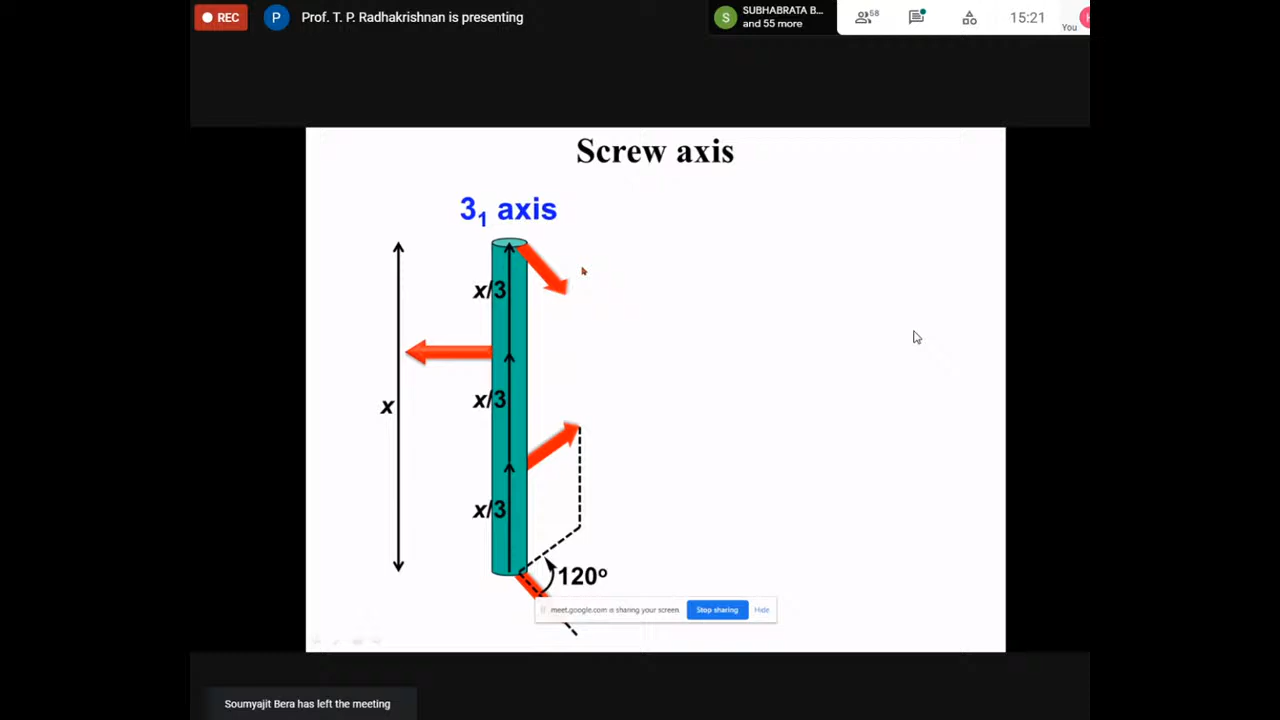 REC
P
Prof. T. P. Radhakrishnan is presenting
S
SUBHABRATA B...
and 55 more
58
15:21
You
Screw axis
3₁ axis
x/3
x/3
x
x/3
120º
meet.google.com is sharing your screen.
Stop sharing
Hide
Soumyajit Bera has left the meeting